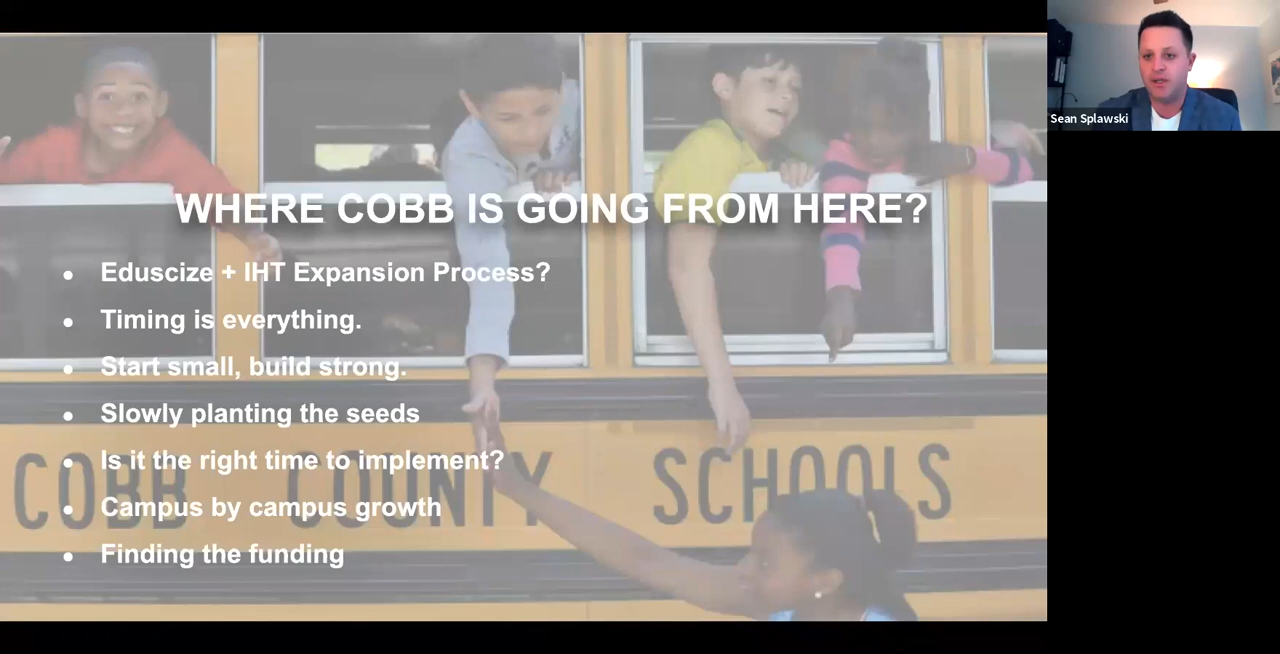 Sean Splawski
WHERE COBB IS GOING FROM HERE?
Eduscize + IHT Expansion Process?
Timing is everything.
Start small, build strong.
Slowly planting the seeds
Is it the right time to implement?
Campus by campus growth
Finding the funding
COBB COUNTY SCHOOLS